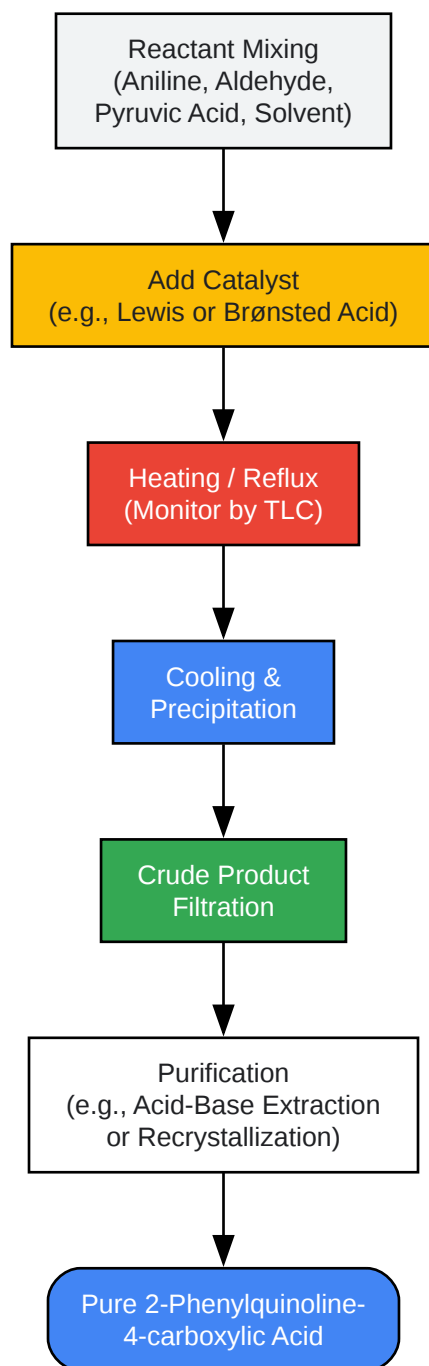 Reactant Mixing
(Aniline, Aldehyde,
Pyruvic Acid, Solvent)
Add Catalyst
(e.g., Lewis or Brønsted Acid)
Heating / Reflux
(Monitor by TLC)
Cooling &
Precipitation
Crude Product
Filtration
Purification
(e.g., Acid-Base Extraction
or Recrystallization)
Pure 2-Phenylquinoline-
4-carboxylic Acid